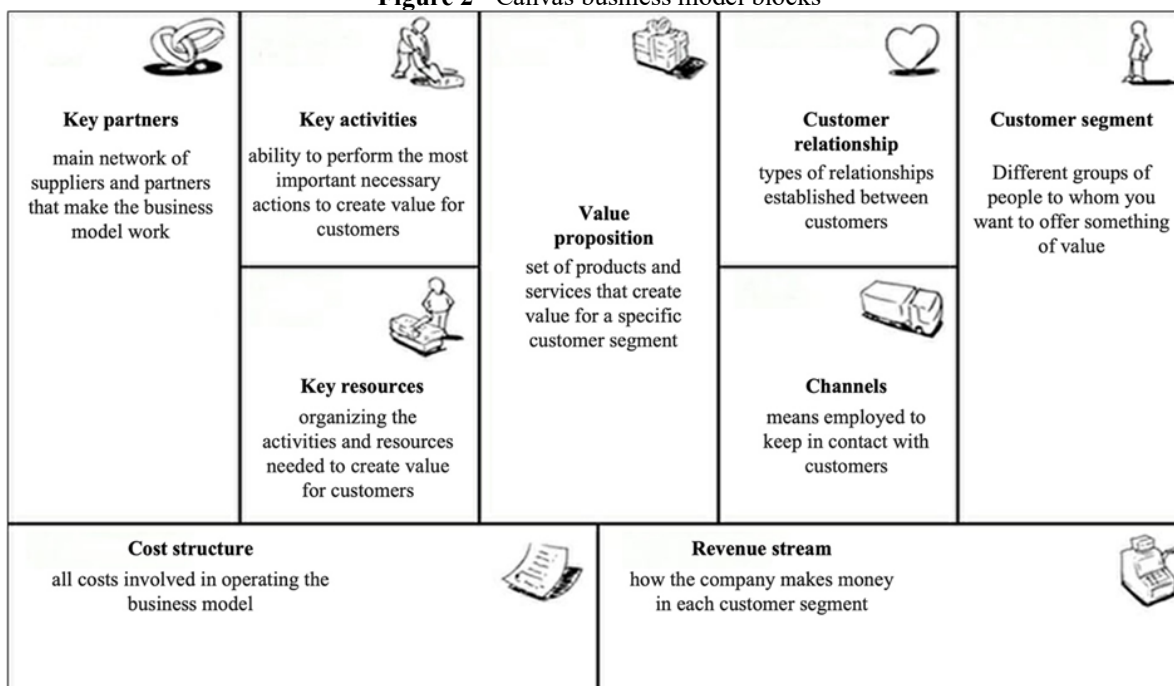 Figure 2 - Canvas business model blocks
Key partners
main network of
suppliers and partners
that make the business
model work
Key activities
ability to perform the most
important necessary
actions to create value for
customers
Key resources
organizing the
activities and resources
needed to create value
for customers
Value
proposition
set of products and
services that create
value for a specific
customer segment
Customer
relationship
types of relationships
established between
customers
Channels
means employed to
keep in contact with
customers
Customer segment
Different groups of
people to whom you
want to offer something
of value
Cost structure
all costs involved in operating the
business model
Revenue stream
how the company makes money
in each customer segment